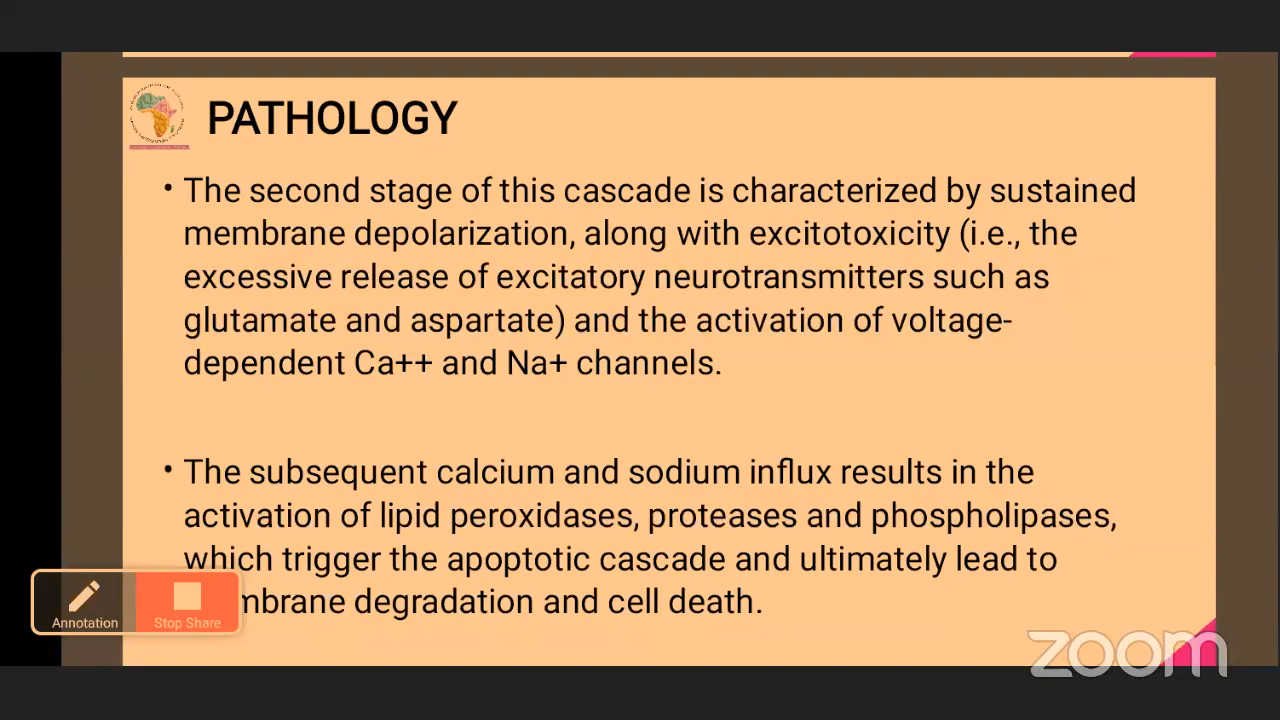 PATHOLOGY
• The second stage of this cascade is characterized by sustained
membrane depolarization, along with excitotoxicity (i.e., the
excessive release of excitatory neurotransmitters such as
glutamate and aspartate) and the activation of voltage-
dependent Ca++ and Na+ channels.
• The subsequent calcium and sodium influx results in the
activation of lipid peroxidases, proteases and phospholipases,
which trigger the apoptotic cascade and ultimately lead to
mbrane degradation and cell death.
Annotation
Stop Share
zoom